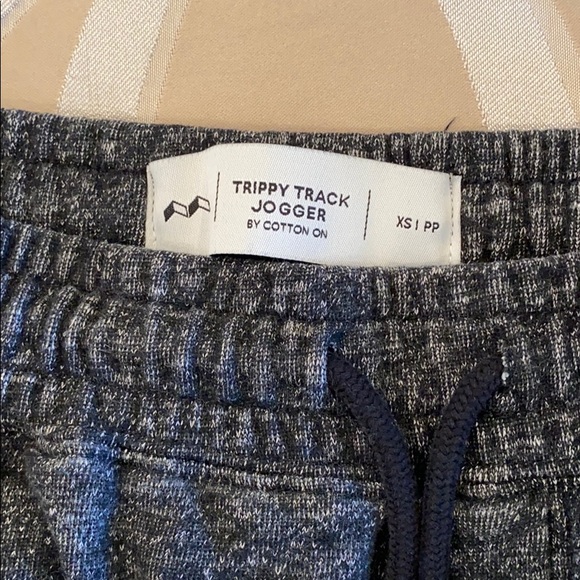 TRIPPY TRACK
JOGGER
BY COTTON ON
XS | PP